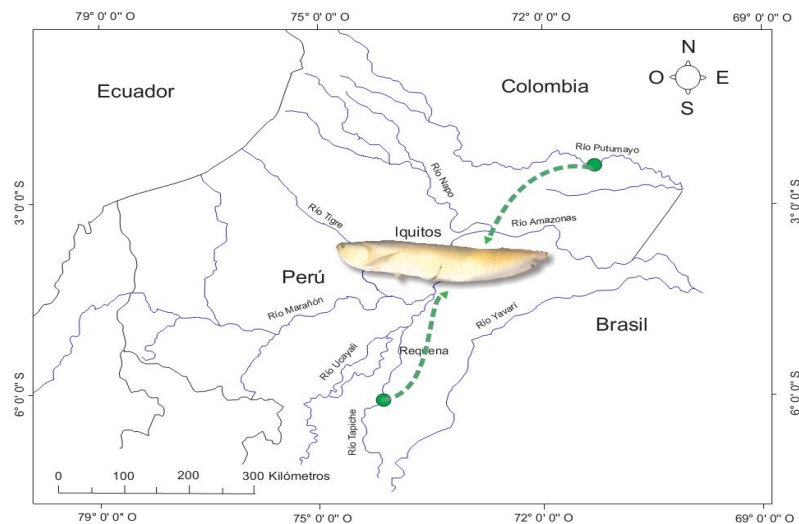 79° 0' 0'' O
75° 0' 0'' O
72° 0' 0'' O
69° 0' 0'' O
N
O E
S
Ecuador
Colombia
Río Putumayo
Río Napo
3° 0' 0'' S
3° 0' 0'' S
Río Tigre
Iquitos
Río Amazonas
Perú
Río Marañón
Río Yavari
Brasil
Río Ucayali
Requena
6° 0' 0'' S
6° 0' 0'' S
Río Tapiche
0 100 200 300 Kilómetros
79° 0' 0'' O
75° 0' 0'' O
72° 0' 0'' O
69° 0' 0'' O